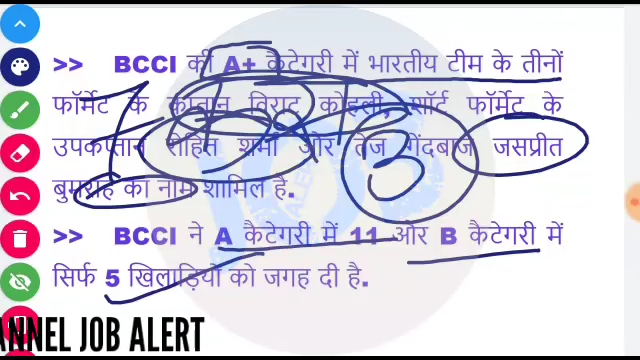 >> BCCI की A+ कैटेगरी में भारतीय टीम के तीनों
फॉर्मेट के कप्तान विराट कोहली, शॉर्ट फॉर्मेट के
उपकप्तान रोहित शर्मा और तेज गेंदबाज जसप्रीत
बुमराह का नाम शामिल है.
3
>> BCCI ने A कैटेगरी में 11 और B कैटेगरी में
सिर्फ 5 खिलाड़ियों को जगह दी है.
ANNEL JOB ALERT